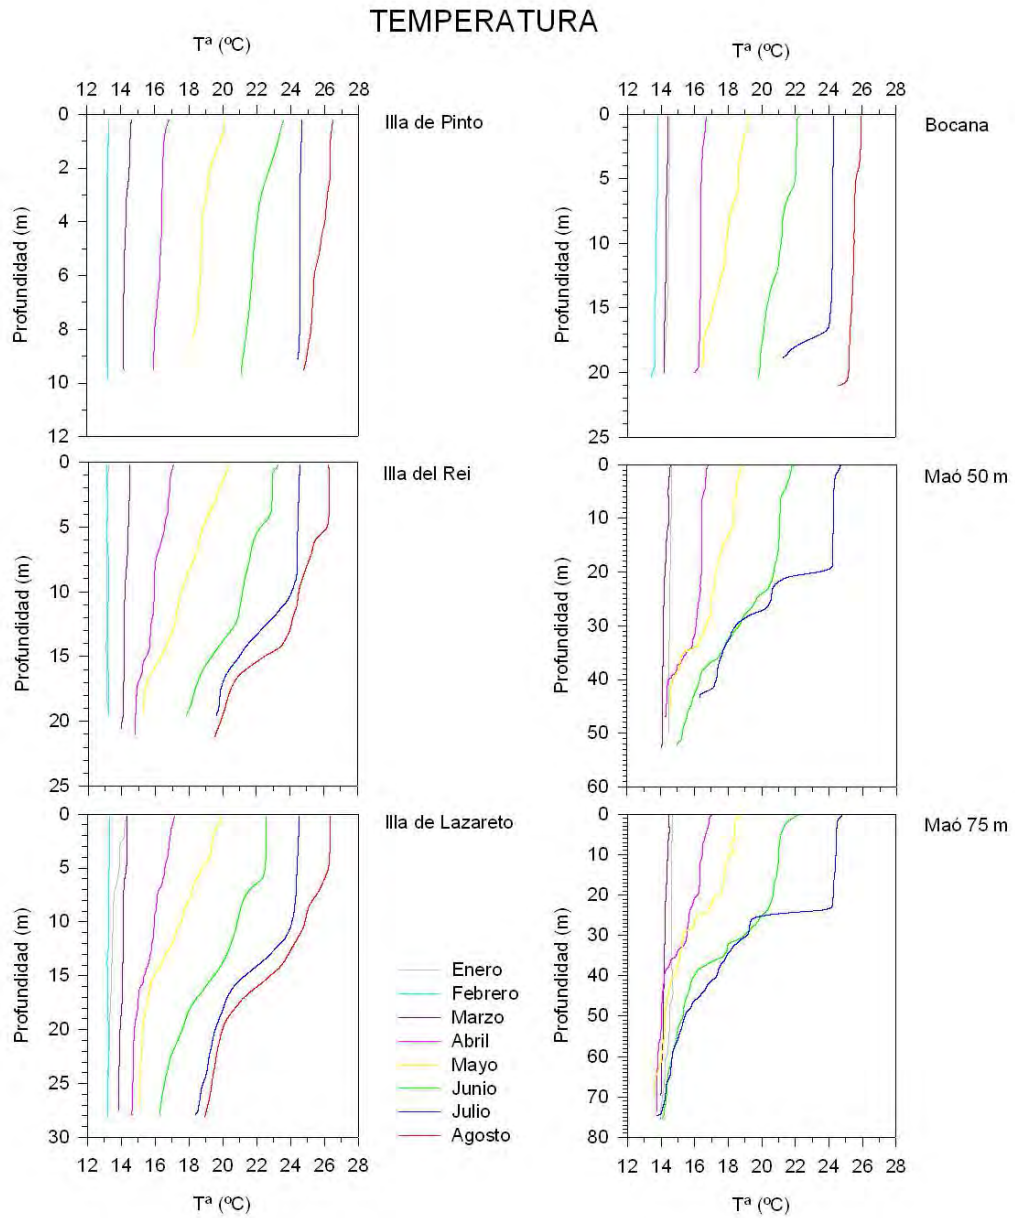 TEMPERATURA
Tª (ºC)
12 14 16 18 20 22 24 26 28
0
2
4
6
8
10
12
Profundidad (m)
Illa de Pinto
Tª (ºC)
12 14 16 18 20 22 24 26 28
0
5
10
15
20
25
Profundidad (m)
Bocana
0
5
10
15
20
25
Profundidad (m)
Illa del Rei
0
10
20
30
40
50
60
Profundidad (m)
Maó 50 m
0
5
10
15
20
25
30
Profundidad (m)
Illa de Lazareto
12 14 16 18 20 22 24 26 28
Tª (ºC)
Enero
Febrero
Marzo
Abril
Mayo
Junio
Julio
Agosto
0
10
20
30
40
50
60
70
80
Profundidad (m)
Maó 75 m
12 14 16 18 20 22 24 26 28
Tª (ºC)